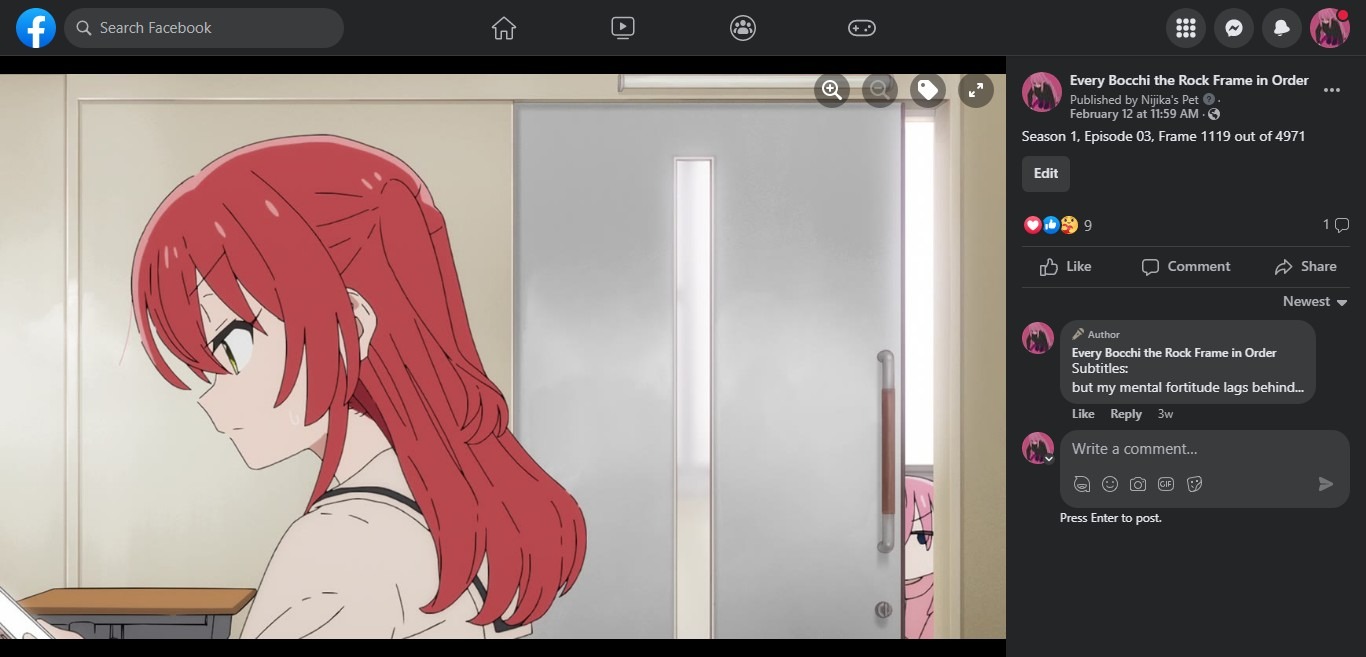 Search Facebook
Every Bocchi the Rock Frame in Order
Published by Nijika's Pet ·
February 12 at 11:59 AM ·
Season 1, Episode 03, Frame 1119 out of 4971
Edit
9
1
Like
Comment
Share
Newest
Author
Every Bocchi the Rock Frame in Order
Subtitles:
but my mental fortitude lags behind...
Like Reply 3w
Write a comment...
GIF
Press Enter to post.